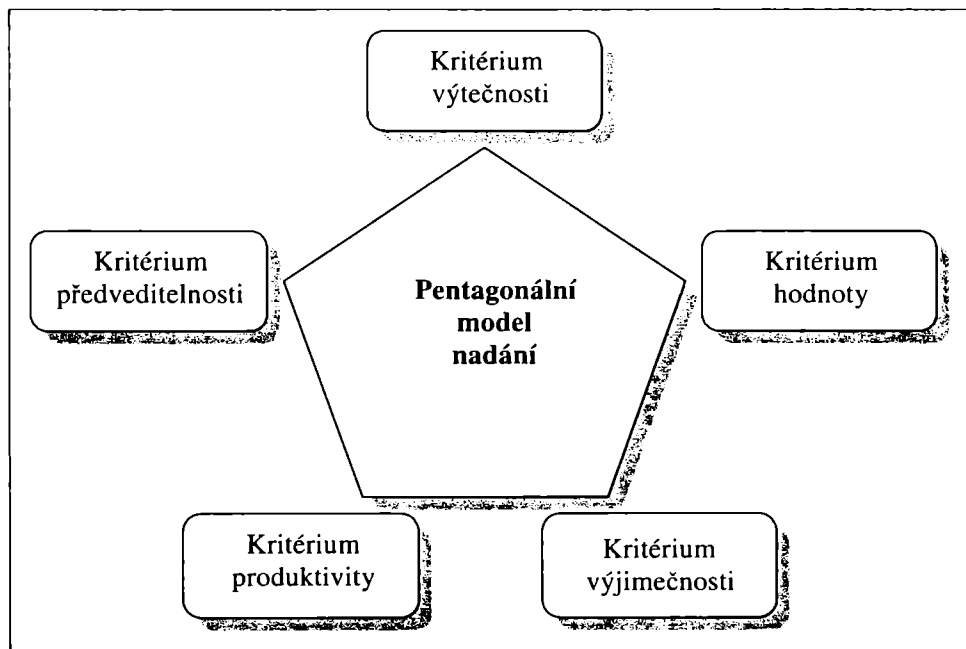 Kritérium
výtečnosti
Kritérium
předveditelnosti
Pentagonální
model
nadání
Kritérium
hodnoty
Kritérium
produktivity
Kritérium
výjimečnosti